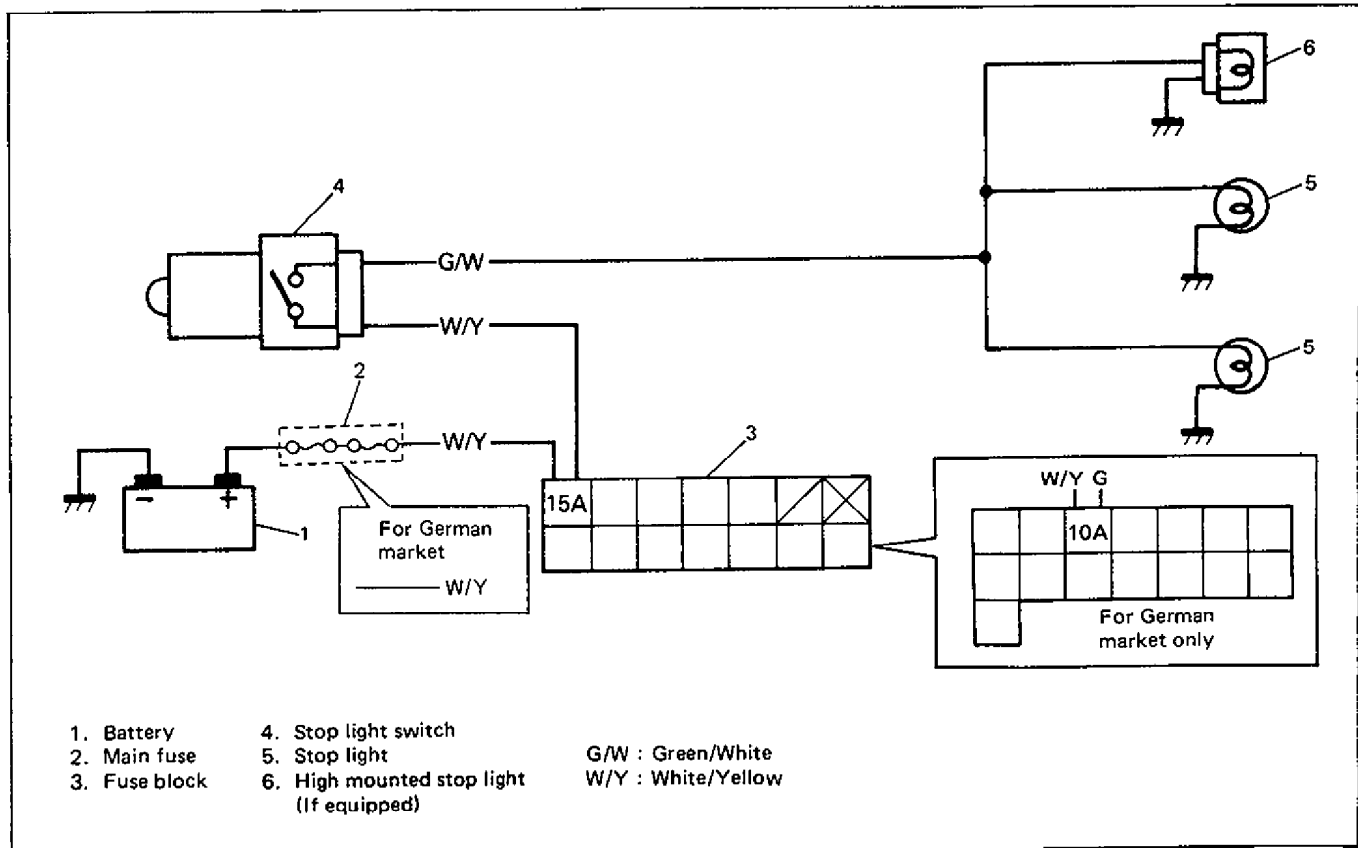 6
4
5
G/W
W/Y
5
2
3
W/Y
W/Y G
- +
15A
10A
1
For German
market
W/Y
For German
market only
1. Battery
2. Main fuse
3. Fuse block
4. Stop light switch
5. Stop light
6. High mounted stop light
(If equipped)
G/W : Green/White
W/Y : White/Yellow